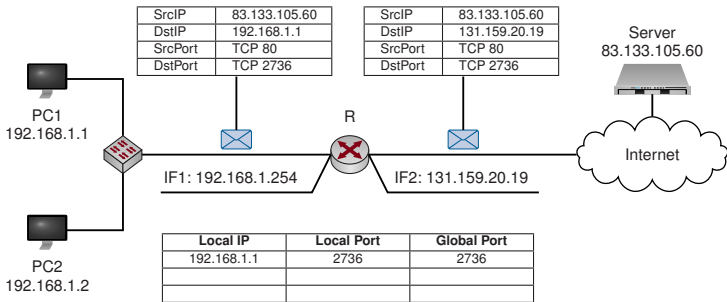 SrcIP 83.133.105.60
DstIP 192.168.1.1
SrcPort TCP 80
DstPort TCP 2736
SrcIP 83.133.105.60
DstIP 131.159.20.19
SrcPort TCP 80
DstPort TCP 2736
Server
83.133.105.60
PC1
192.168.1.1
R
Internet
IF1: 192.168.1.254
IF2: 131.159.20.19
PC2
192.168.1.2
Local IP Local Port Global Port
192.168.1.1 2736 2736